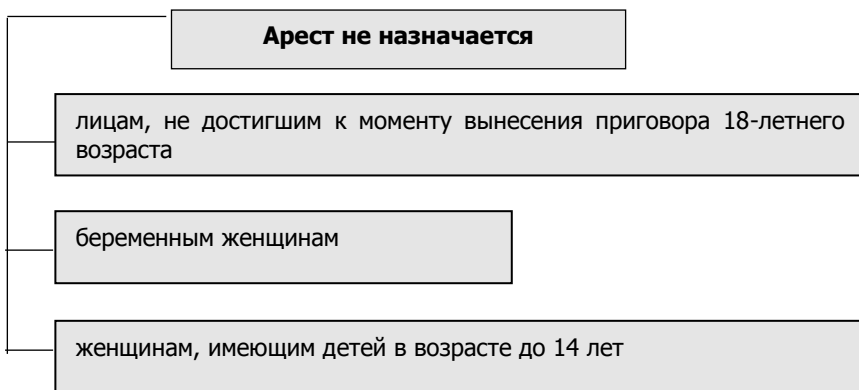 Арест не назначается
лицам, не достигшим к моменту вынесения приговора 18-летнего
возраста
беременным женщинам
женщинам, имеющим детей в возрасте до 14 лет